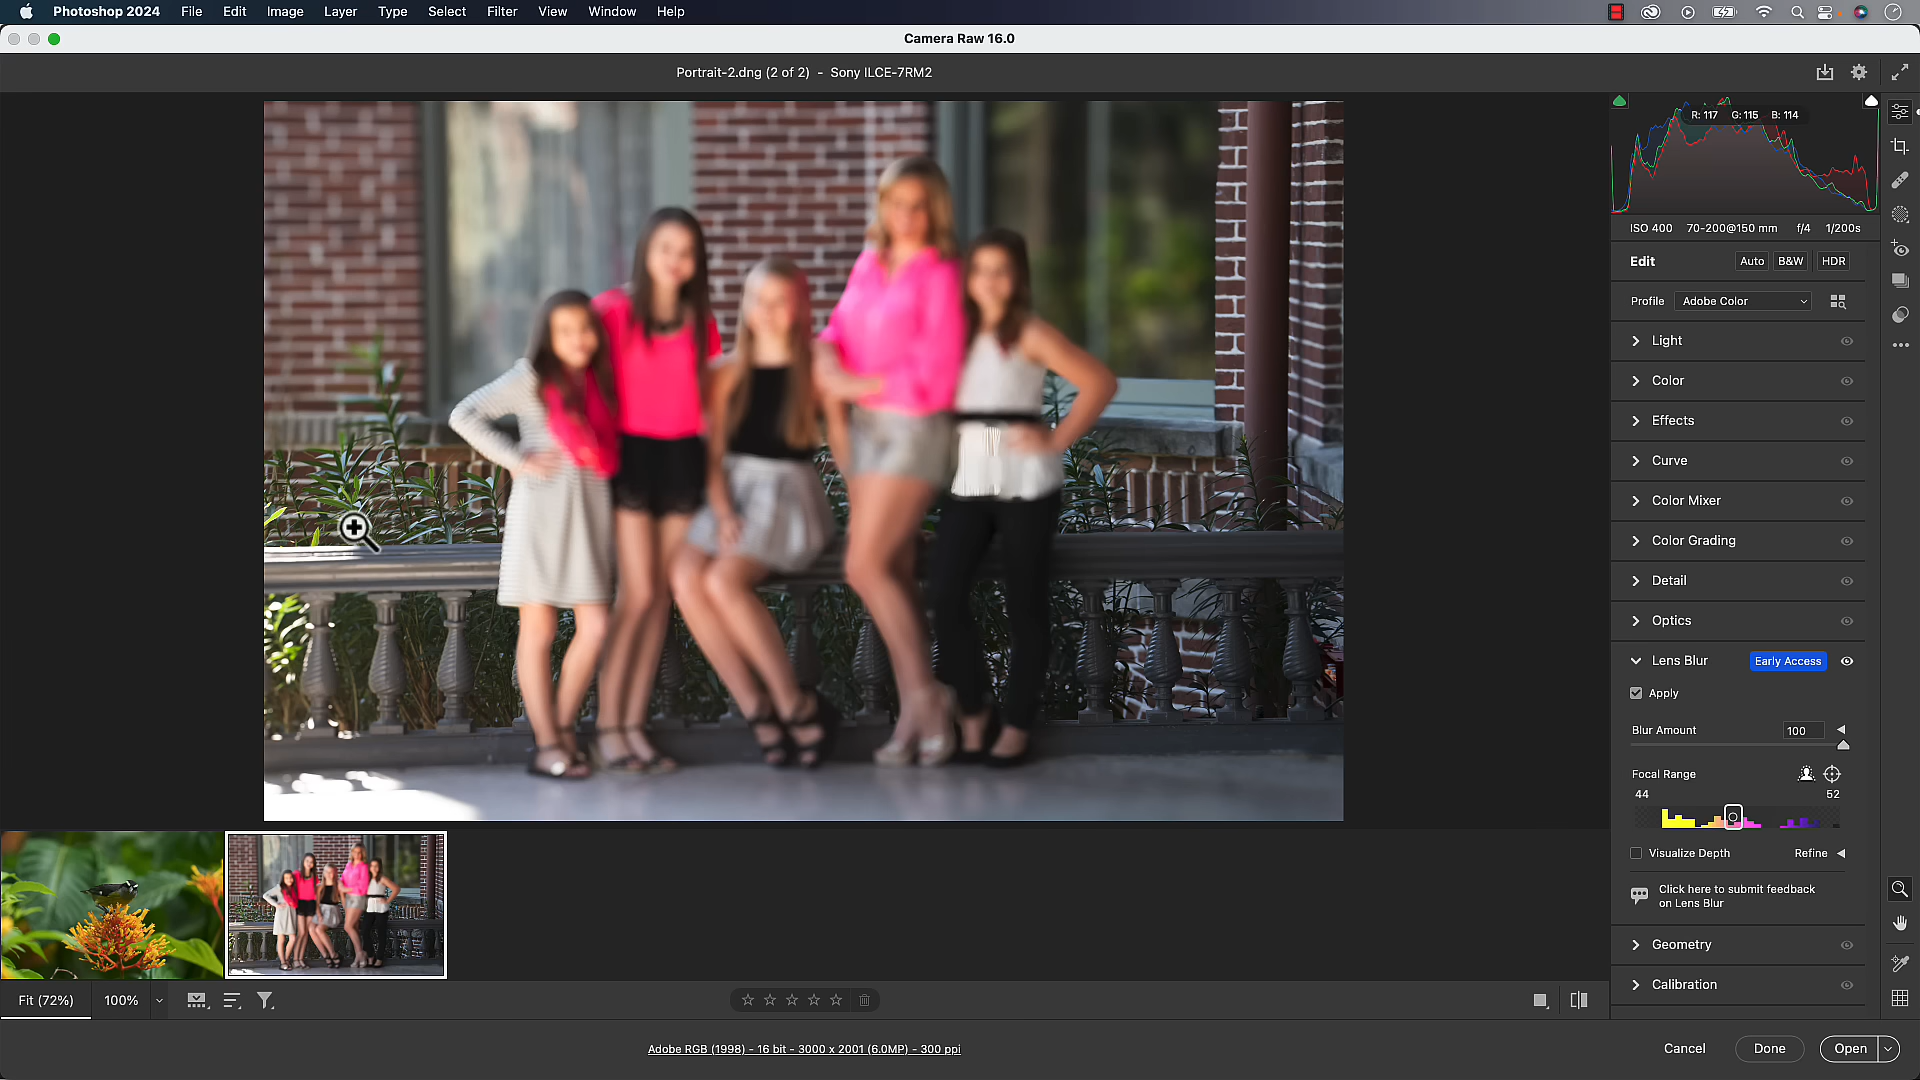 Photoshop 2024 File Edit Image Layer Type Select Filter View Window Help
Camera Raw 16.0
Portrait-2.dng (2 of 2) - Sony ILCE-7RM2
R: 117 G: 115 B: 114
ISO 400 70-200@150 mm f/4 1/200s
Edit Auto B&W HDR
Profile Adobe Color
Light
Color
Effects
Curve
Color Mixer
Color Grading
Detail
Optics
Lens Blur Early Access
Apply
Blur Amount 100
Focal Range
44 52
Visualize Depth Refine
Click here to submit feedback
on Lens Blur
Geometry
Calibration
Fit (72%) 100%
Adobe RGB (1998) - 16 bit - 3000 x 2001 (6.0MP) - 300 ppi
Cancel Done Open